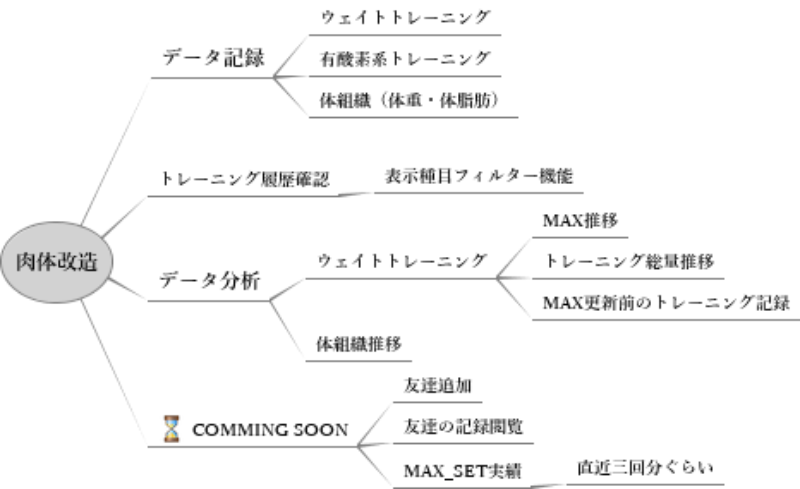 肉体改造
データ記録
ウェイトトレーニング
有酸素系トレーニング
体組織（体重・体脂肪）
トレーニング履歴確認
表示種目フィルター機能
データ分析
ウェイトトレーニング
MAX推移
トレーニング総量推移
MAX更新前のトレーニング記録
体組織推移
⌛ COMMING SOON
友達追加
友達の記録閲覧
MAX_SET実績
直近三回分ぐらい